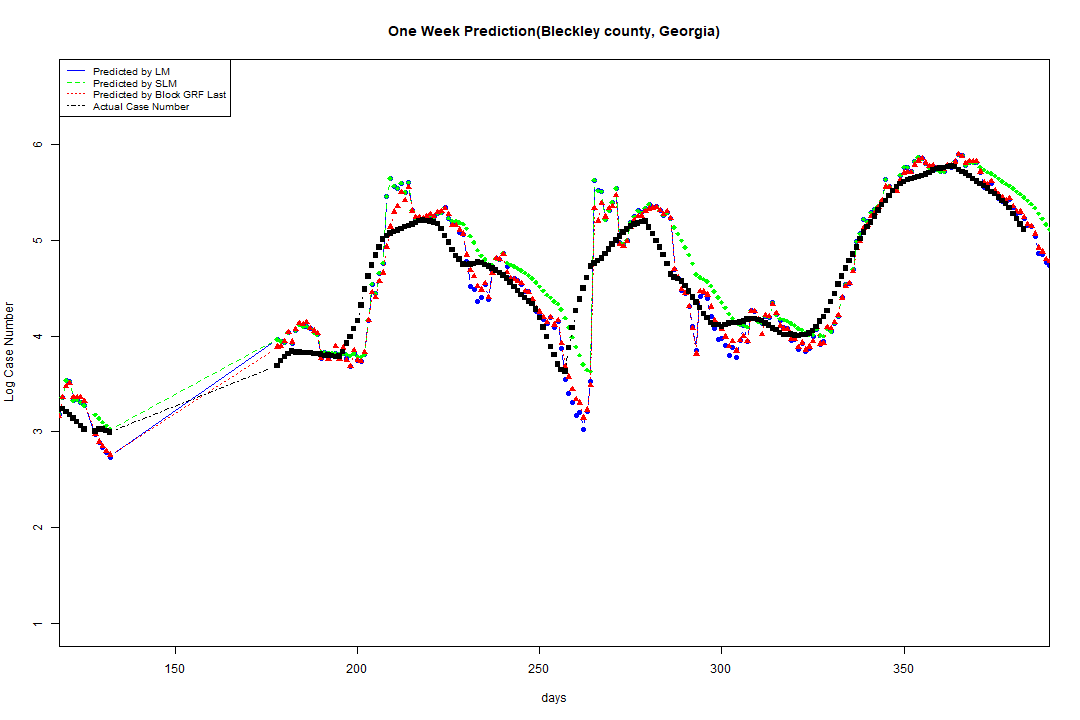 One Week Prediction(Bleckley county, Georgia)
Predicted by LM
Predicted by SLM
Predicted by Block GRF Last
Actual Case Number
Log Case Number
6
5
4
3
2
1
150
200
250
300
350
days